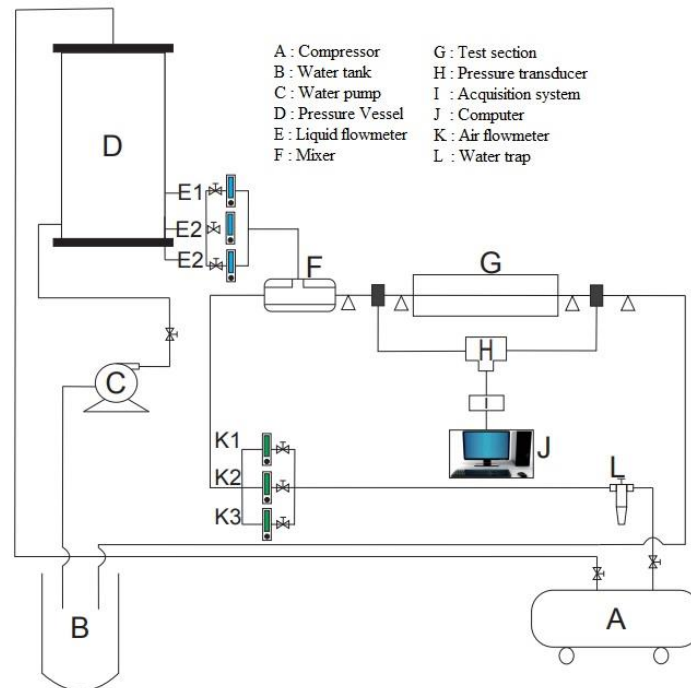 A : Compressor
B : Water tank
C : Water pump
D : Pressure Vessel
E : Liquid flowmeter
F : Mixer
G : Test section
H : Pressure transducer
I : Acquisition system
J : Computer
K : Air flowmeter
L : Water trap
D
E1
E2
E2
F
G
H
C
I
J
K1
K2
K3
L
B
A